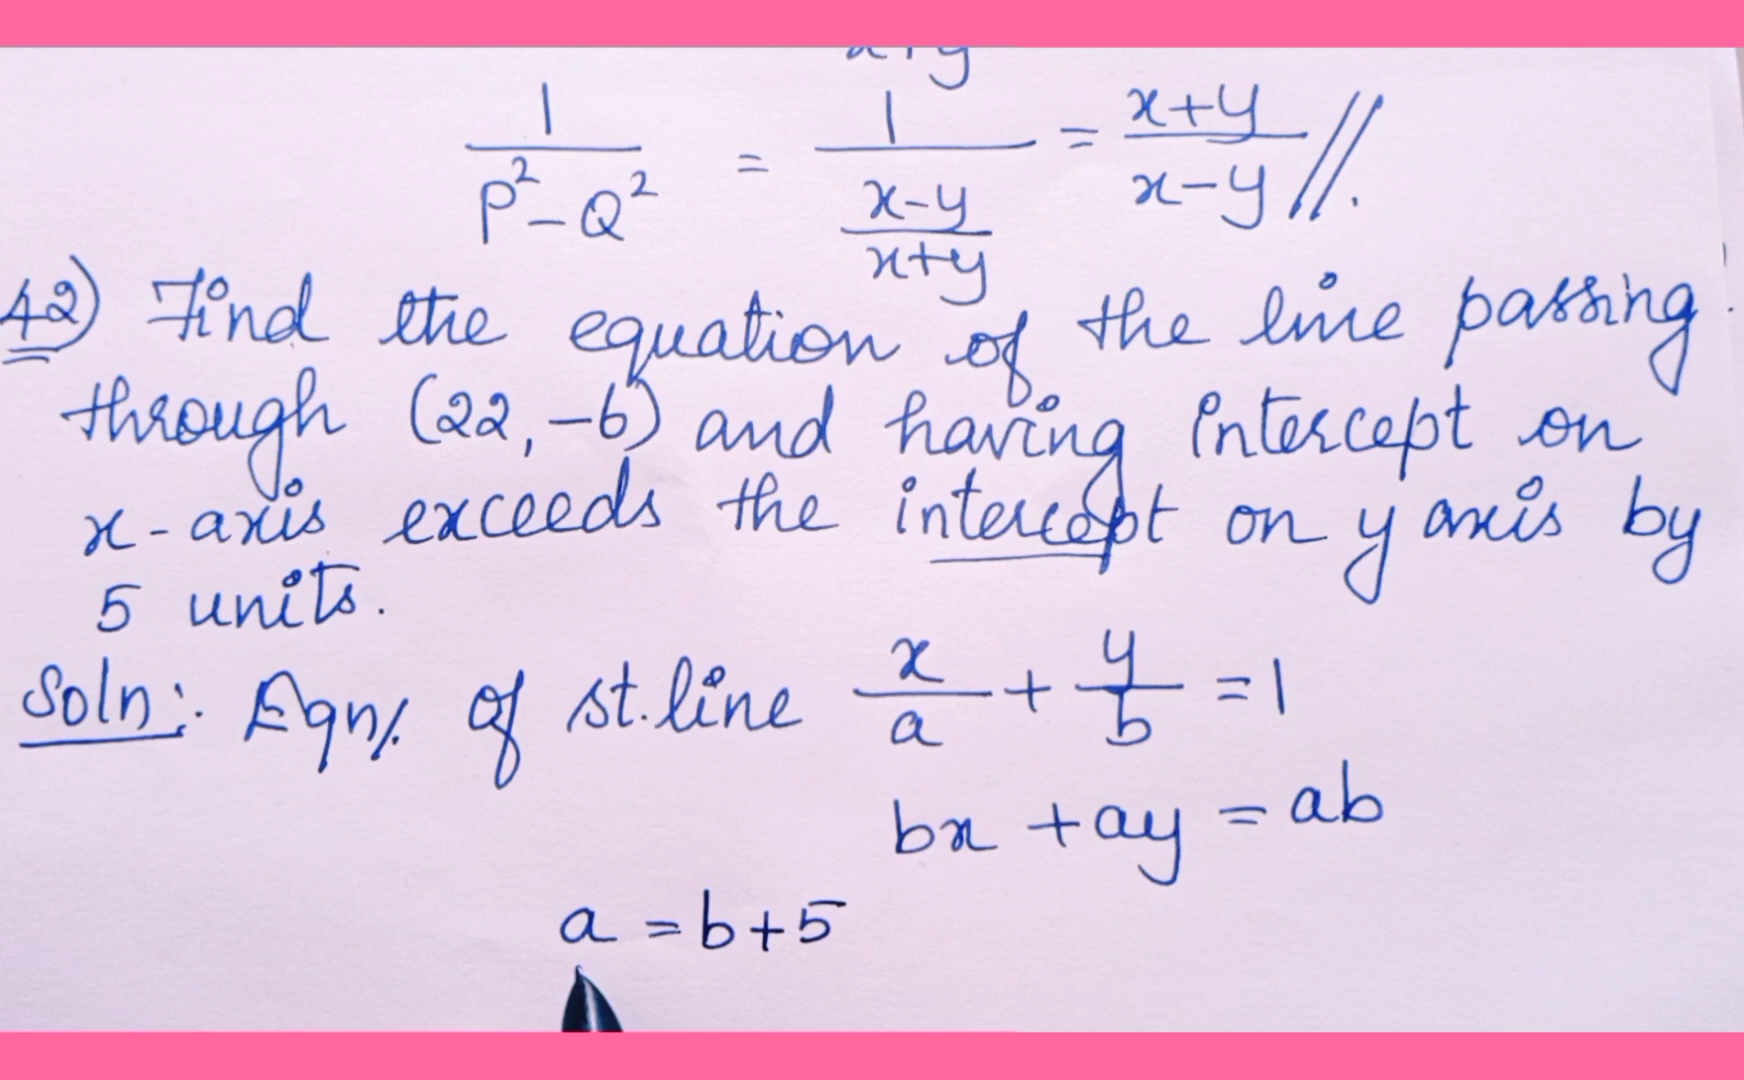 x+y
1/(P²-Q²) = 1/((x-y)/(x+y)) = (x+y)/(x-y) //.
42) Find the equation of the line passing
through (22,-6) and having intercept on
x-axis exceeds the intercept on y axis by
5 units.
Soln: Eqn/. of st.line x/a + y/b = 1
bx + ay = ab
a = b+5